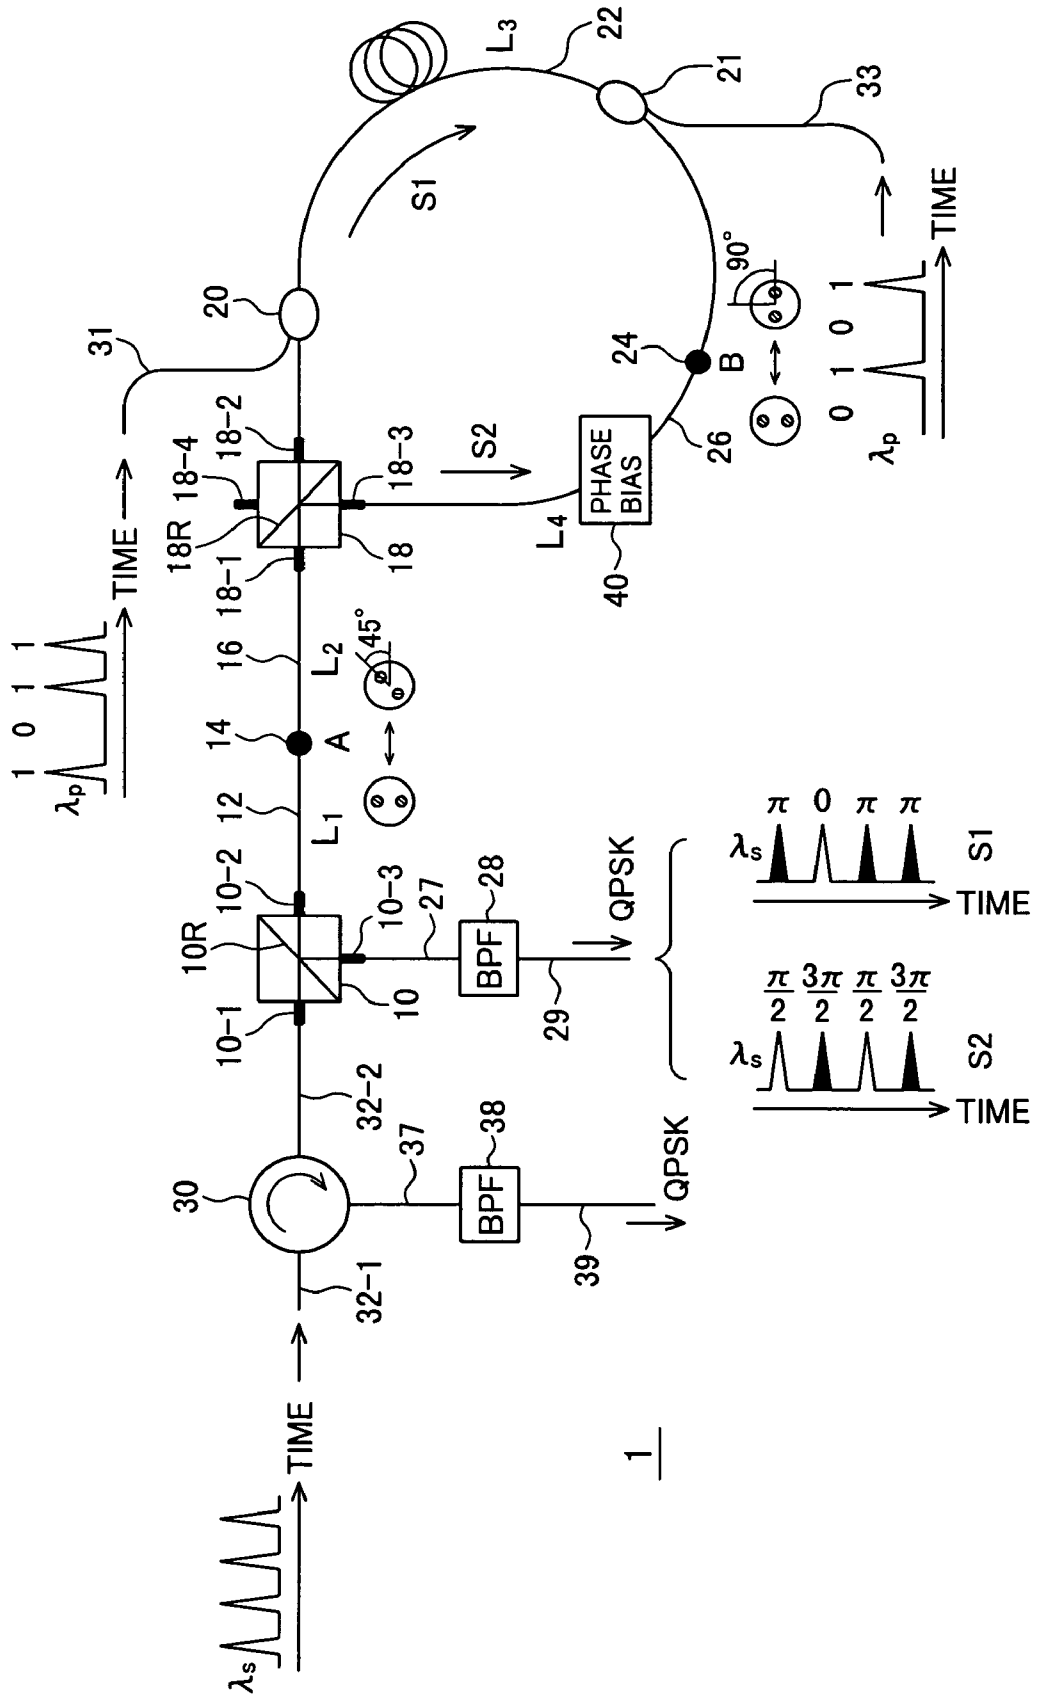 λs
TIME
32-1
30
32-2
37
BPF
38
39
QPSK
10-1
10R
10-2
10
10-3
27
BPF
28
29
QPSK
12
L1
14
A
16
L2
45°
λp
1 0 1 1
TIME
31
18-1
18R
18-4
18-2
18
18-3
S2
20
S1
L3
22
21
33
L4
PHASE
BIAS
40
26
24
B
90°
λp
0 1 0 1
TIME
λs
π 0 π π
TIME
S1
λs
π/2 3π/2 π/2 3π/2
TIME
S2
1